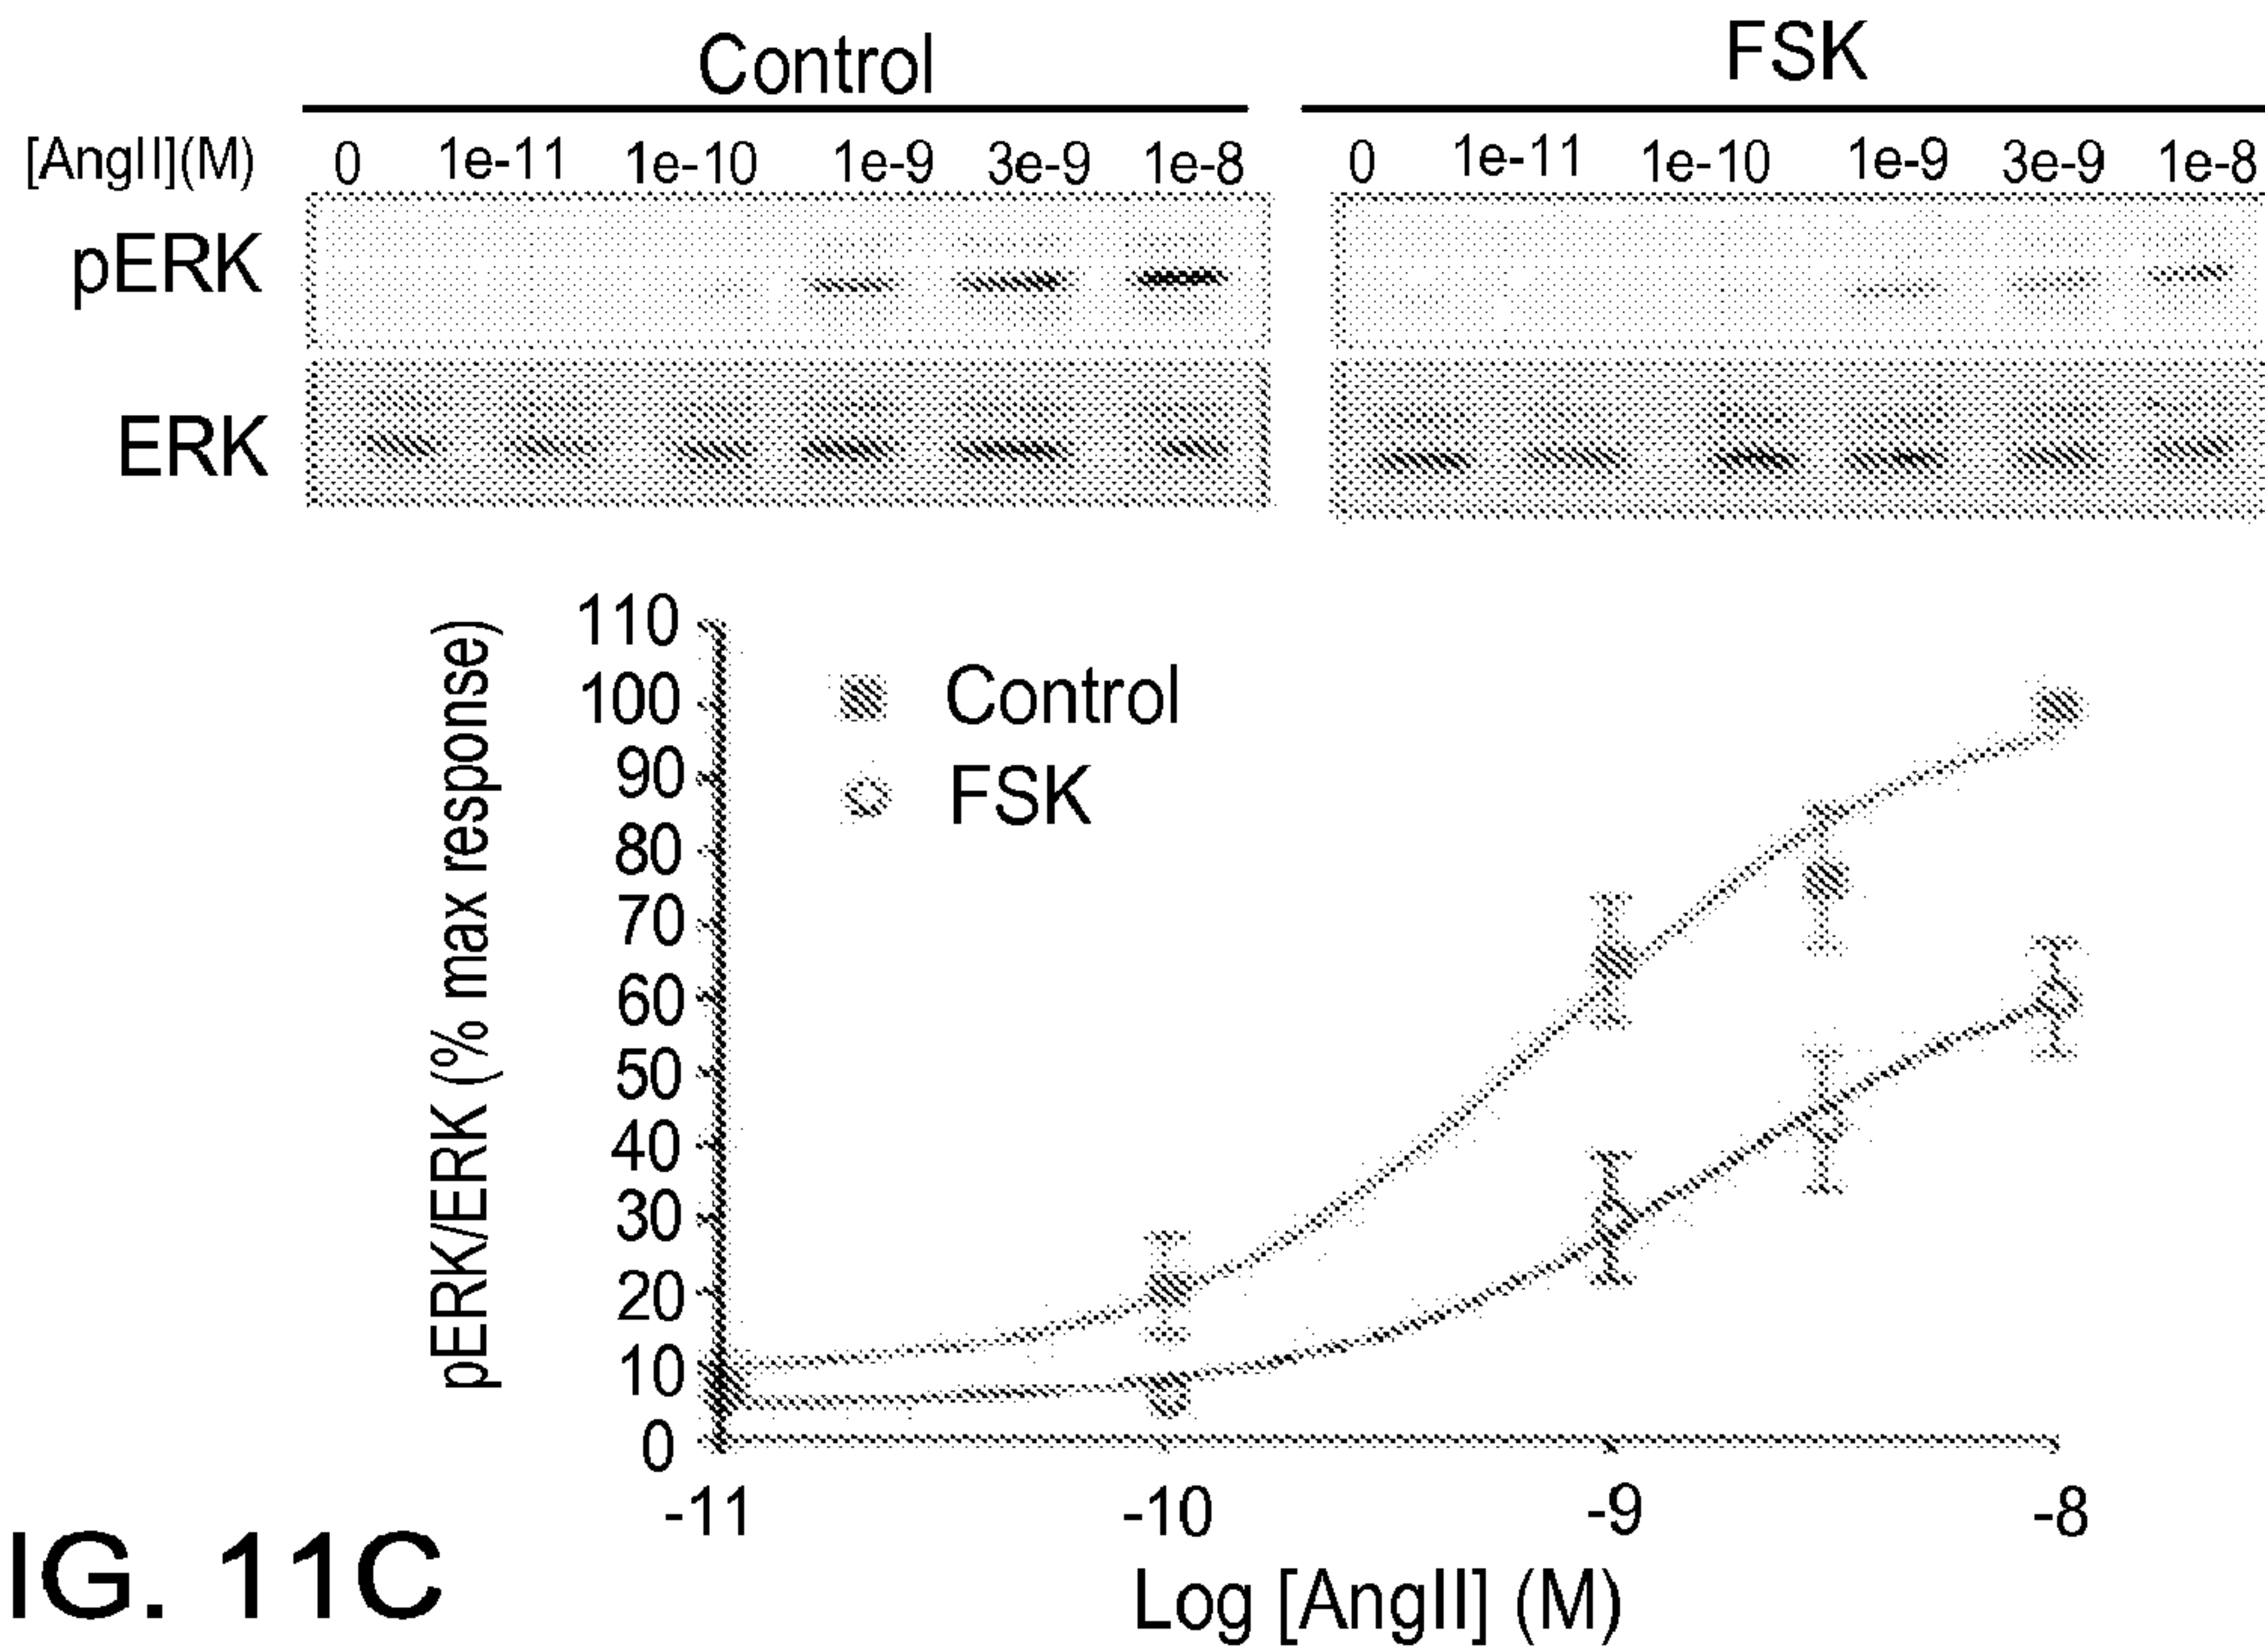 Control FSK
[AngII](M) 0 1e-11 1e-10 1e-9 3e-9 1e-8 0 1e-11 1e-10 1e-9 3e-9 1e-8
pERK
ERK
pERK/ERK (% max response)
110
100
90
80
70
60
50
40
30
20
10
0
Control
FSK
-11 -10 -9 -8
Log [AngII] (M)
IG. 11C